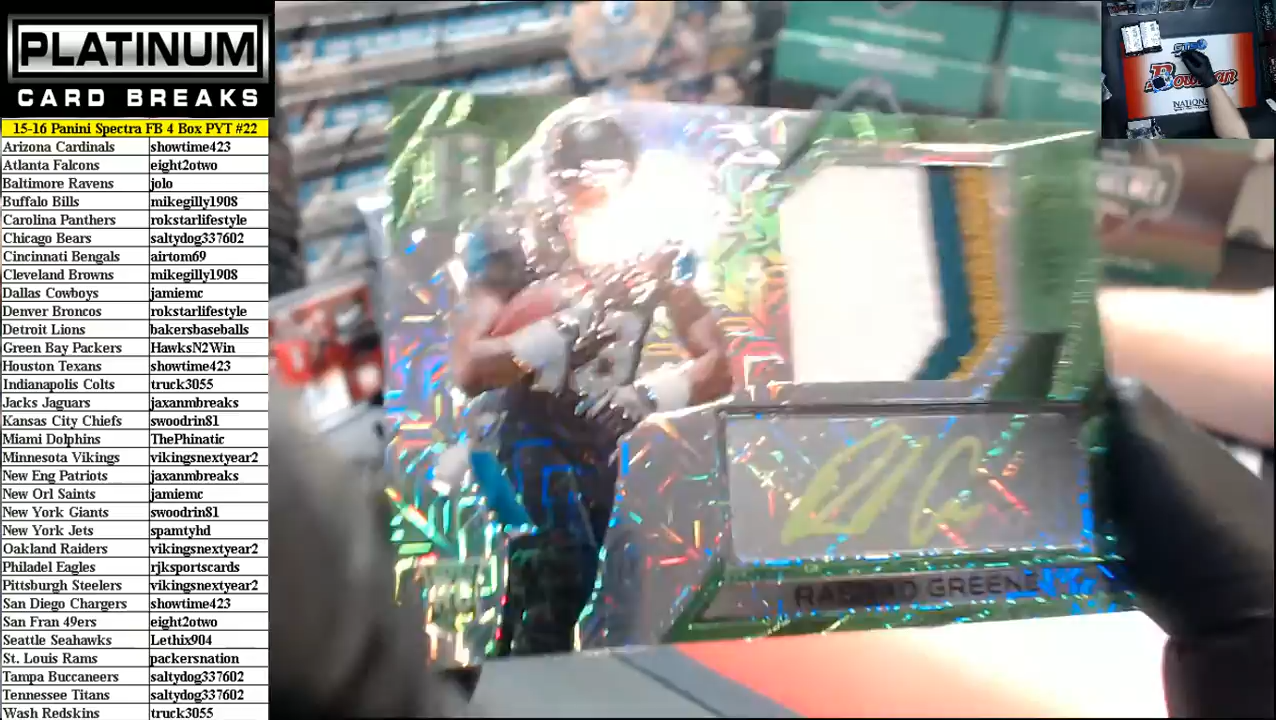 PLATINUM
CARD BREAKS
15-16 Panini Spectra FB 4 Box PYT #22
Arizona Cardinals showtime423
Atlanta Falcons eight2otwo
Baltimore Ravens jolo
Buffalo Bills mikegilly1908
Carolina Panthers rokstarlifestyle
Chicago Bears saltydog337602
Cincinnati Bengals airtom69
Cleveland Browns mikegilly1908
Dallas Cowboys jamiemc
Denver Broncos rokstarlifestyle
Detroit Lions bakersbaseballs
Green Bay Packers HawksN2Win
Houston Texans showtime423
Indianapolis Colts truck3055
Jacks Jaguars jaxanmbreaks
Kansas City Chiefs swoodrin81
Miami Dolphins ThePhinatic
Minnesota Vikings vikingsnextyear2
New Eng Patriots jaxanmbreaks
New Orl Saints jamiemc
New York Giants swoodrin81
New York Jets spamtyhd
Oakland Raiders vikingsnextyear2
Philadel Eagles rjksportscards
Pittsburgh Steelers vikingsnextyear2
San Diego Chargers showtime423
San Fran 49ers eight2otwo
Seattle Seahawks Lethix904
St. Louis Rams packersnation
Tampa Buccaneers saltydog337602
Tennessee Titans saltydog337602
Wash Redskins truck3055
Bowman
GREENE